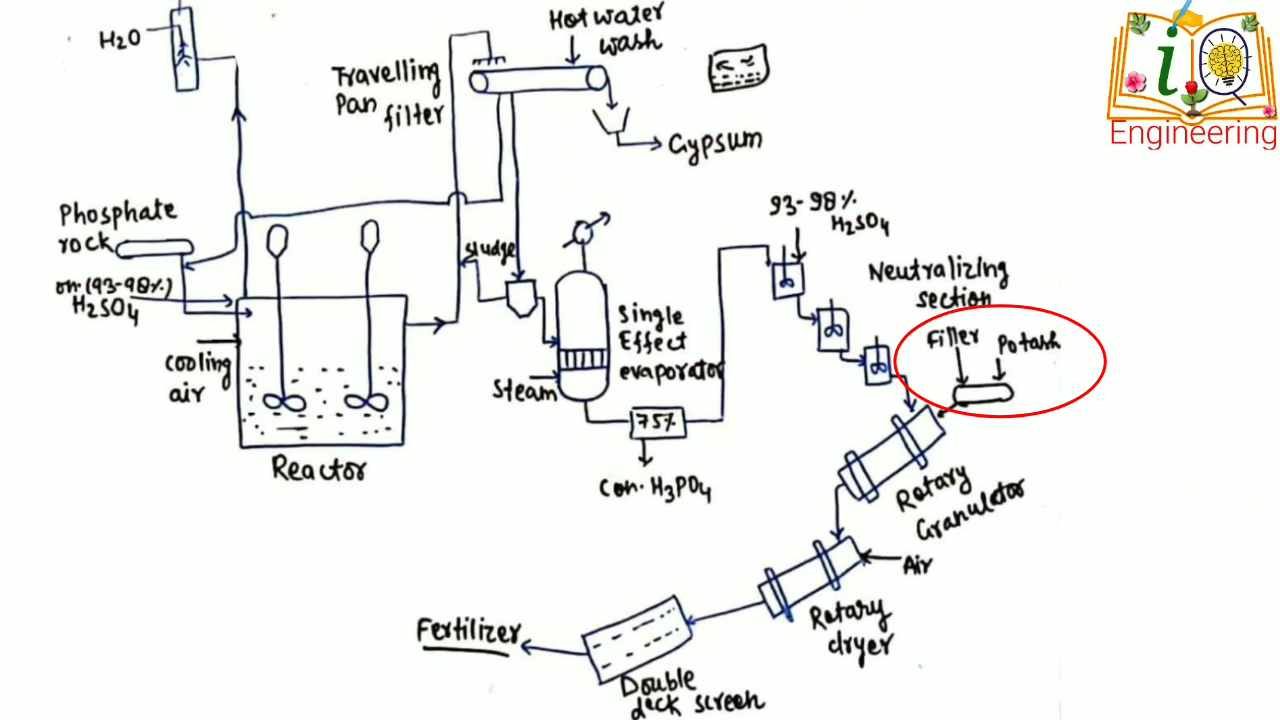 H2O
Hot water
wash
Travelling
Pan
filter
Gypsum
i
Engineering
Phosphate
rock
con·(93-98%)
H2SO4
cooling
air
Reactor
sludge
Steam
Single
Effect
evaporator
75%
Con· H3PO4
93-98%
H2SO4
Neutralizing
section
Filler
Potash
Rotary
Granulator
Air
Rotary
dryer
Double
deck screen
Fertilizer